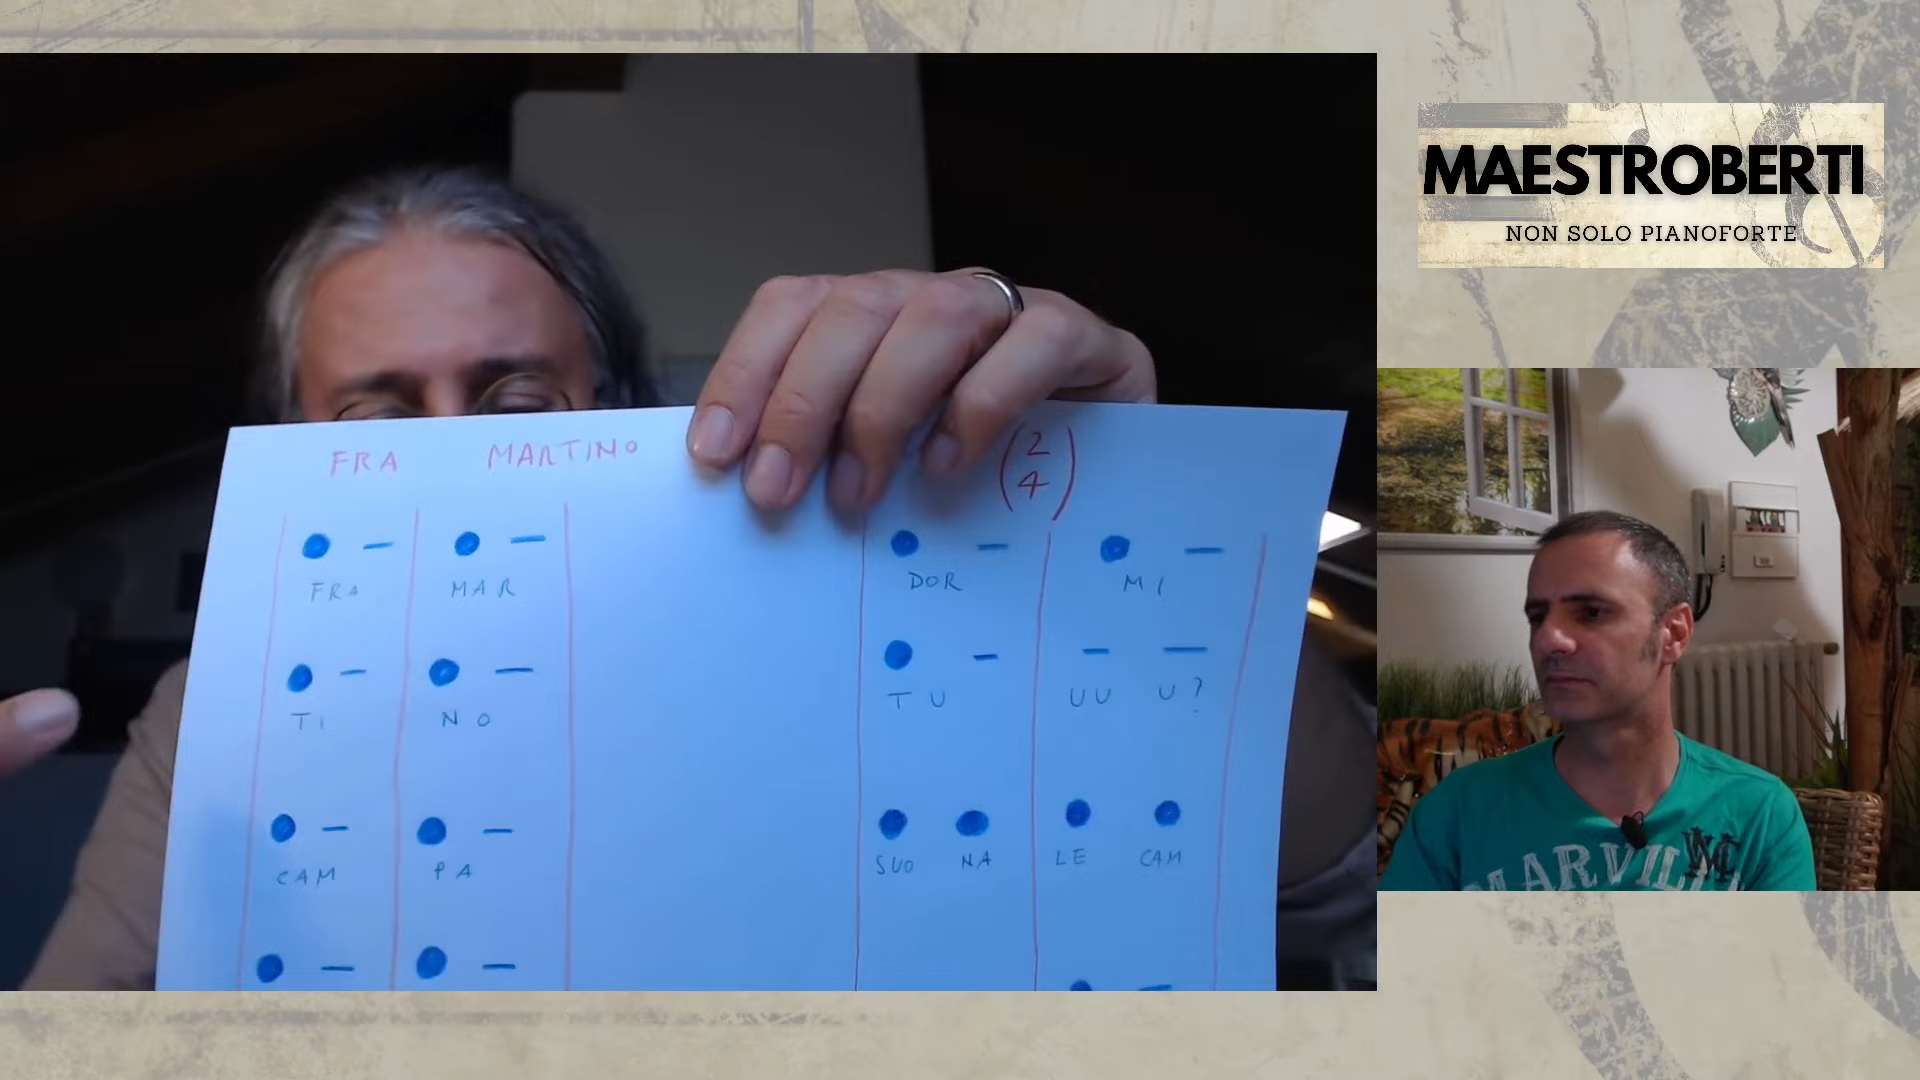 MAESTROBERTI
NON SOLO PIANOFORTE
FRA MARTINO (2
4)
FRA MAR
TI NO
CAM PA
DOR MI
TU UU U?
SUO NA LE CAM
MARVIL